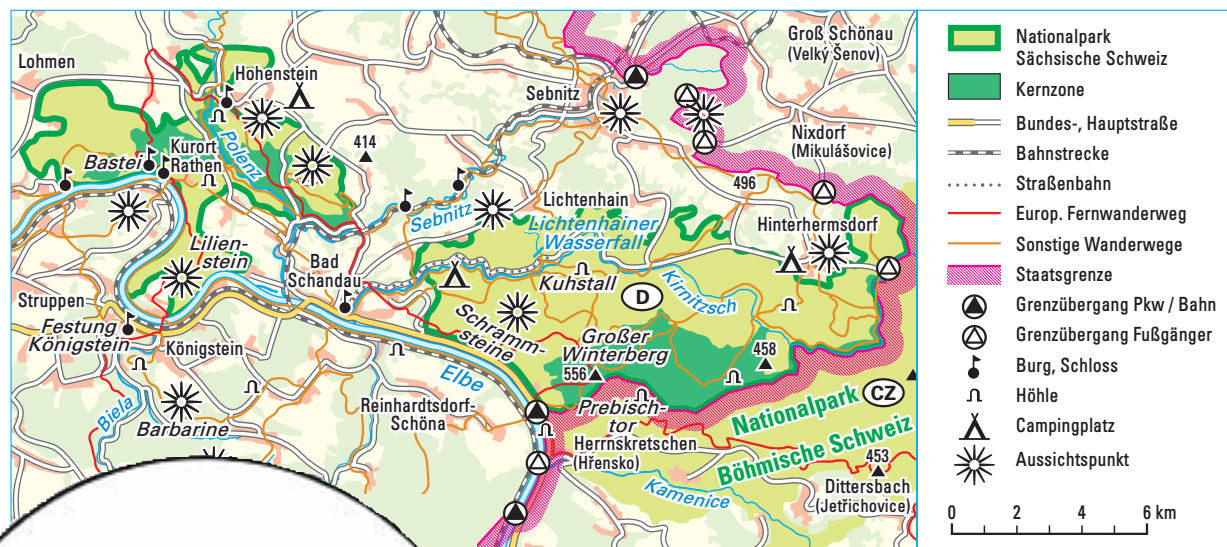 Lohmen
Hohenstein
Groß Schönau
(Velký Šenov)
Sebnitz
Bastei
Kurort
Rathen
Polenz
414
Nixdorf
(Mikulášovice)
496
Sebnitz
Lichtenhain
Lichtenhainer
Wasserfall
Hinterhermsdorf
Lilien-
stein
Bad
Schandau
Kuhstall
D
Kirnitzsch
Struppen
Festung
Königstein
Königstein
Schramm-
steine
Großer
Winterberg
556
458
Elbe
Biela
Barbarine
Reinhardtsdorf-
Schöna
Prebisch-
tor
Herrnskretschen
(Hřensko)
Nationalpark
CZ
Böhmische Schweiz
453
Kamenice
Dittersbach
(Jetřichovice)
Nationalpark
Sächsische Schweiz
Kernzone
Bundes-, Hauptstraße
Bahnstrecke
Straßenbahn
Europ. Fernwanderweg
Sonstige Wanderwege
Staatsgrenze
Grenzübergang Pkw / Bahn
Grenzübergang Fußgänger
Burg, Schloss
Höhle
Campingplatz
Aussichtspunkt
0 2 4 6 km